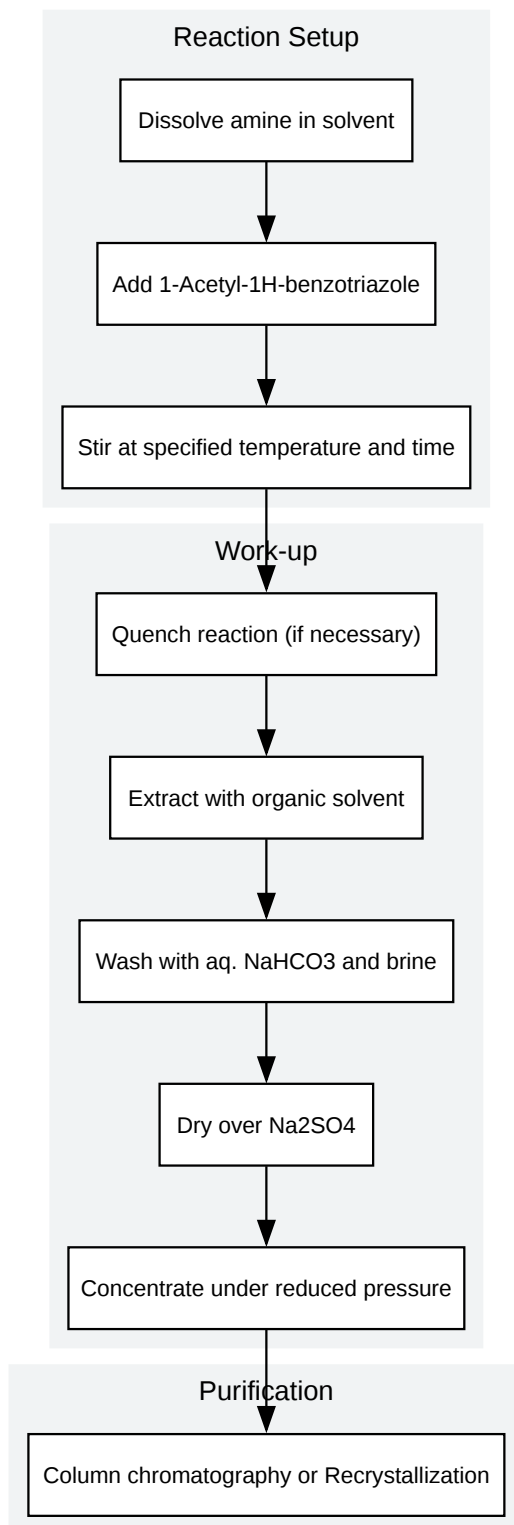 Reaction Setup
Dissolve amine in solvent
Add 1-Acetyl-1H-benzotriazole
Stir at specified temperature and time
Work-up
Quench reaction (if necessary)
Extract with organic solvent
Wash with aq. NaHCO3 and brine
Dry over Na2SO4
Concentrate under reduced pressure
Purification
Column chromatography or Recrystallization